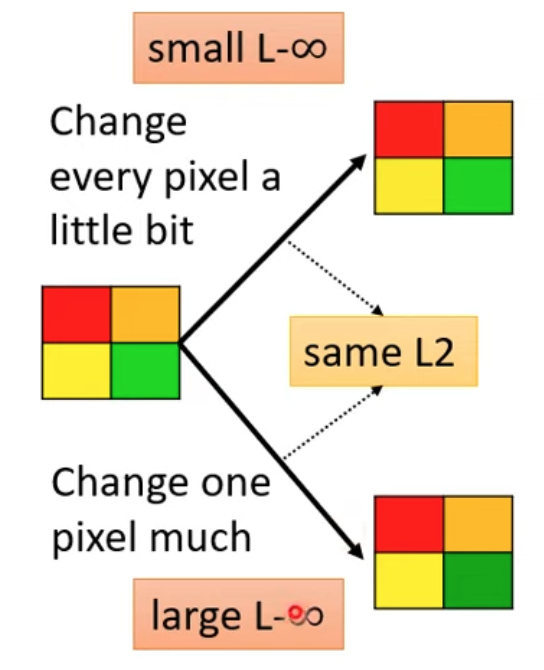 small L-∞
Change
every pixel a
little bit
same L2
Change one
pixel much
large L-∞